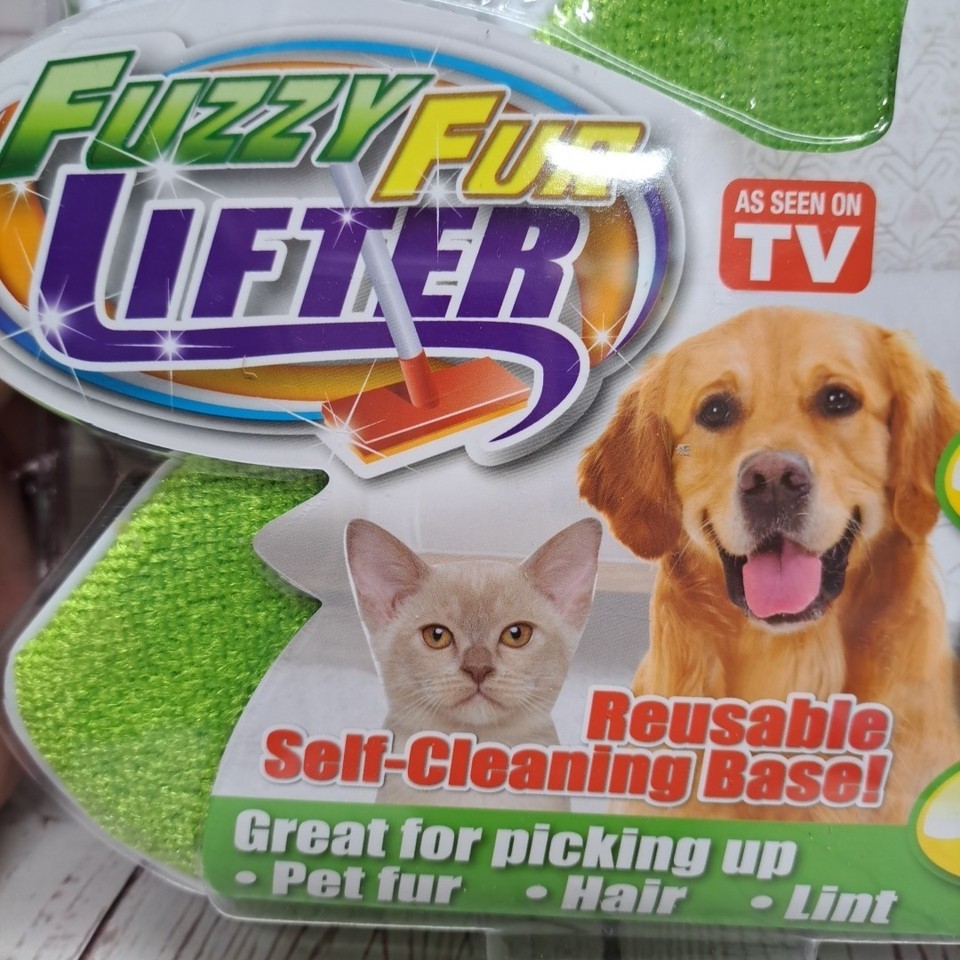 FUZZY FUR
LIFTER
AS SEEN ON
TV
Reusable
Self-Cleaning Base!
Great for picking up
• Pet fur • Hair • Lint